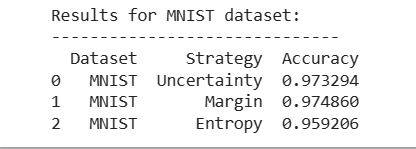 Results for MNIST dataset:
------------------------------
Dataset Strategy Accuracy
0 MNIST Uncertainty 0.973294
1 MNIST Margin 0.974860
2 MNIST Entropy 0.959206